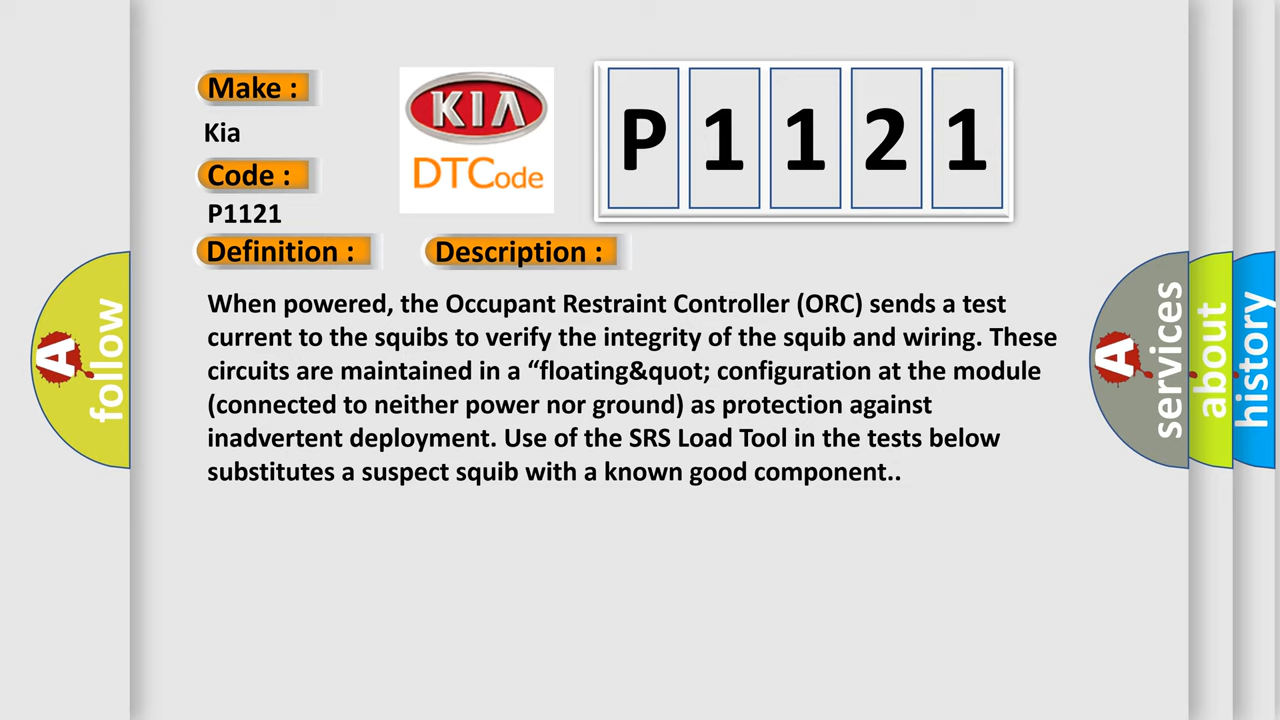 Make :
Kia
Code :
P1121
KIA
DTCode
P 1 1 2 1
Definition :
Description :
When powered, the Occupant Restraint Controller (ORC) sends a test
current to the squibs to verify the integrity of the squib and wiring. These
circuits are maintained in a “floating&quot; configuration at the module
(connected to neither power nor ground) as protection against
inadvertent deployment. Use of the SRS Load Tool in the tests below
substitutes a suspect squib with a known good component..
A follow
A services
about
history